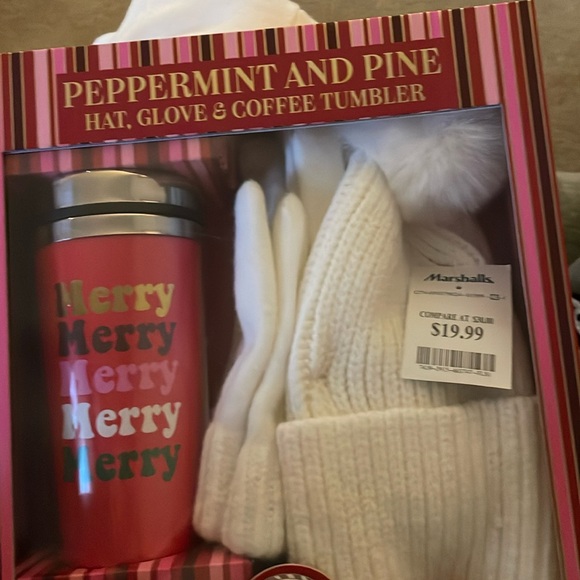 PEPPERMINT AND PINE
HAT, GLOVE & COFFEE TUMBLER
Merry
Merry
Merry
Merry
Merry
Marshalls
COMPARE AT
$19.99